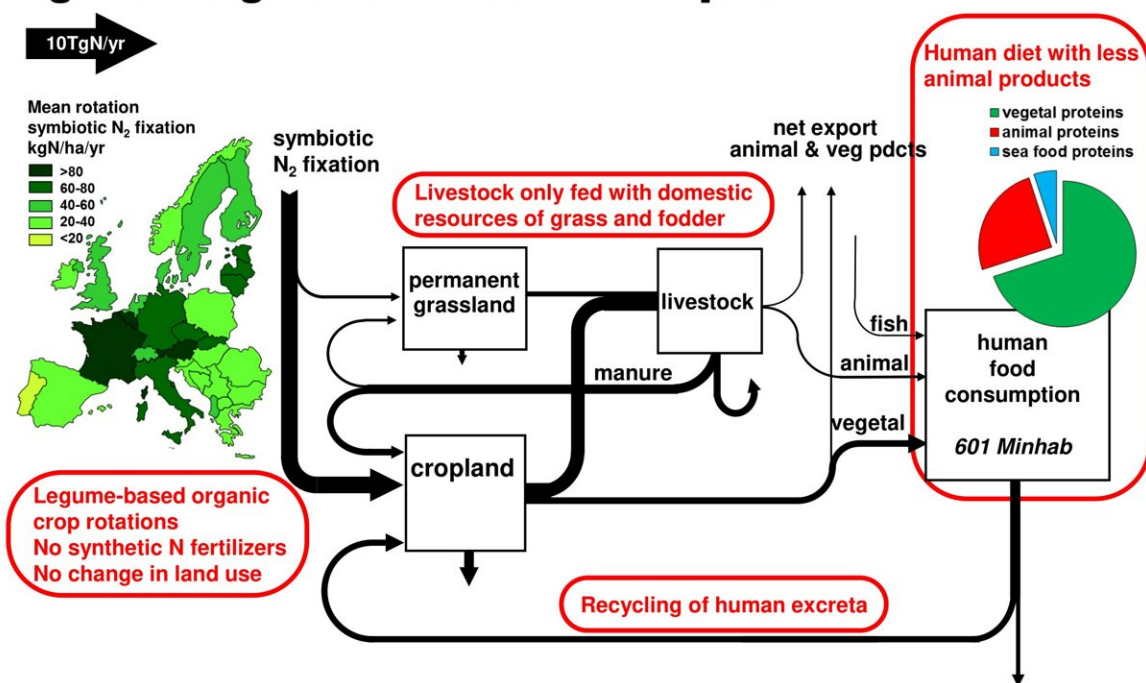 10TgN/yr
Mean rotation
symbiotic N₂ fixation
kgN/ha/yr
>80
60-80
40-60
20-40
<20
symbiotic
N₂ fixation
Livestock only fed with domestic
resources of grass and fodder
net export
animal & veg pdcts
Human diet with less
animal products
vegetal proteins
animal proteins
sea food proteins
permanent
grassland
livestock
fish
animal
vegetal
human
food
consumption
601 Minhab
manure
cropland
Legume-based organic
crop rotations
No synthetic N fertilizers
No change in land use
Recycling of human excreta